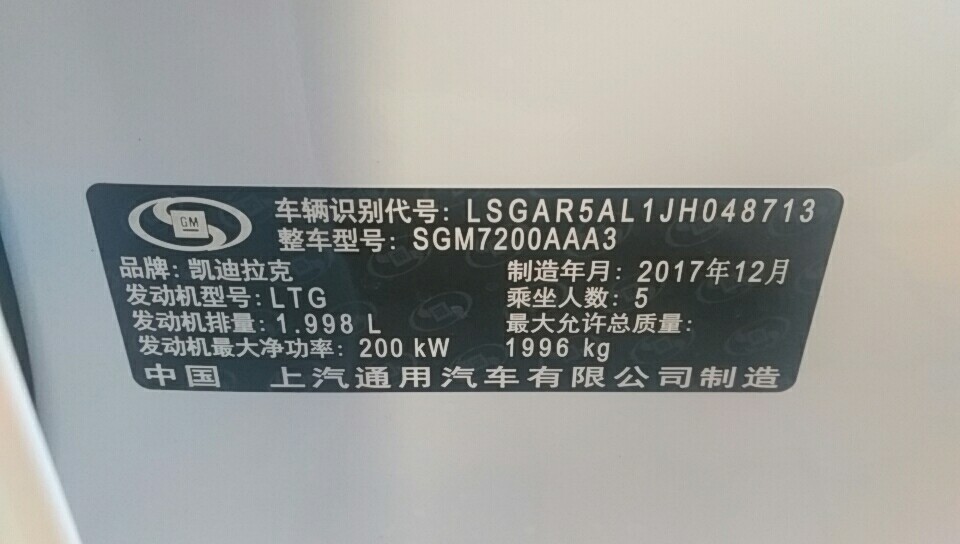 GM
车辆识别代号: LSGAR5AL1JH048713
整车型号: SGM7200AAA3
品牌: 凯迪拉克
制造年月: 2017年12月
发动机型号: LTG
乘坐人数: 5
发动机排量: 1.998 L
最大允许总质量:
发动机最大净功率: 200 kW
1996 kg
中国 上汽通用汽车有限公司制造